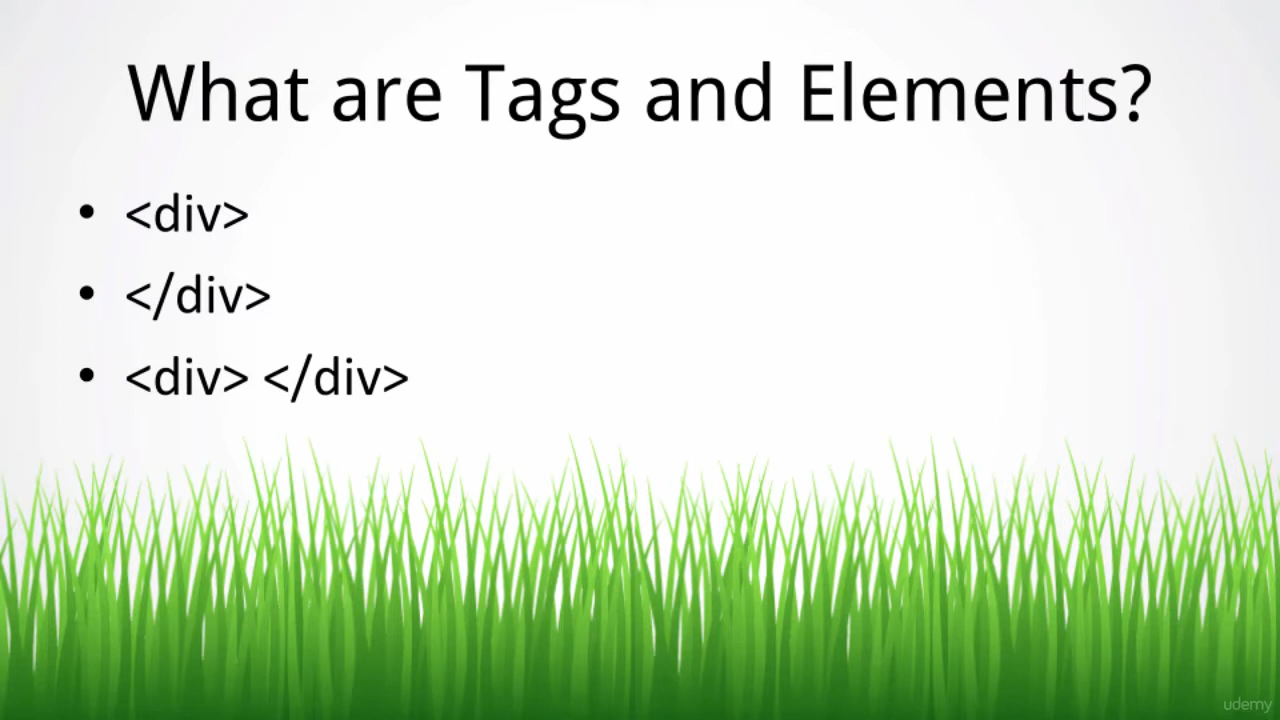 What are Tags and Elements?
• <div>
• </div>
• <div> </div>
udemy